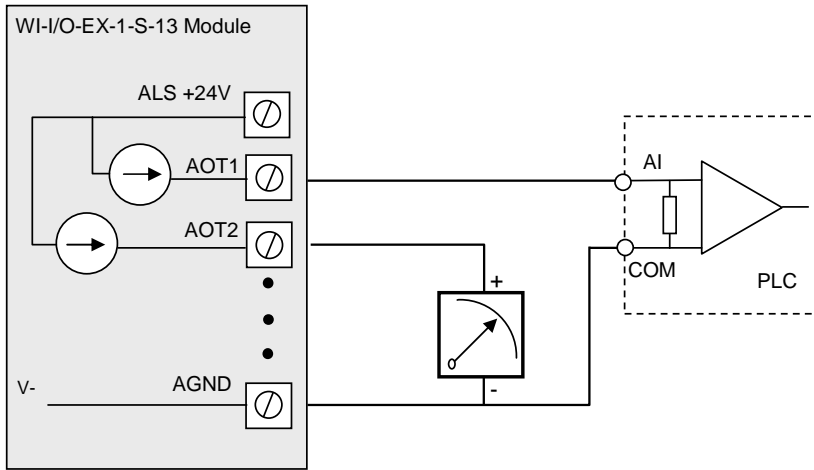 WI-I/O-EX-1-S-13 Module
ALS +24V
AOT1
AI
AOT2
COM
PLC
+
-
V-
AGND